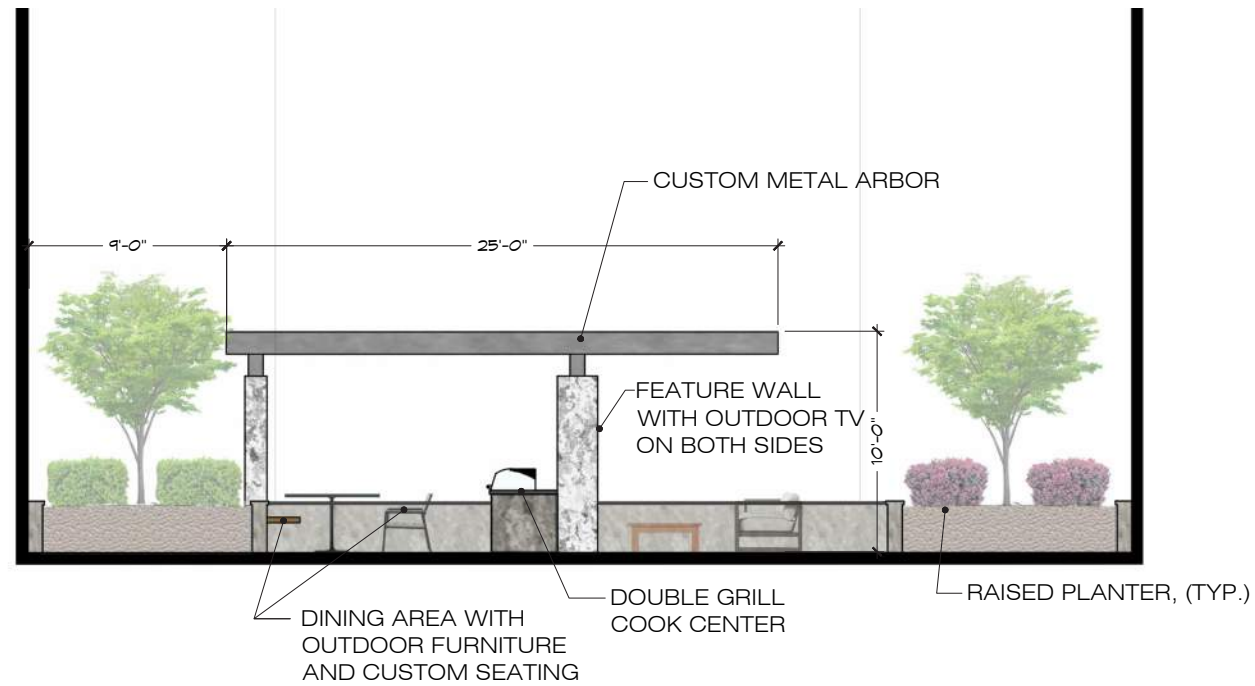 CUSTOM METAL ARBOR
9'-0"
25'-0"
FEATURE WALL
WITH OUTDOOR TV
ON BOTH SIDES
10'-0"
DOUBLE GRILL
COOK CENTER
RAISED PLANTER, (TYP.)
DINING AREA WITH
OUTDOOR FURNITURE
AND CUSTOM SEATING